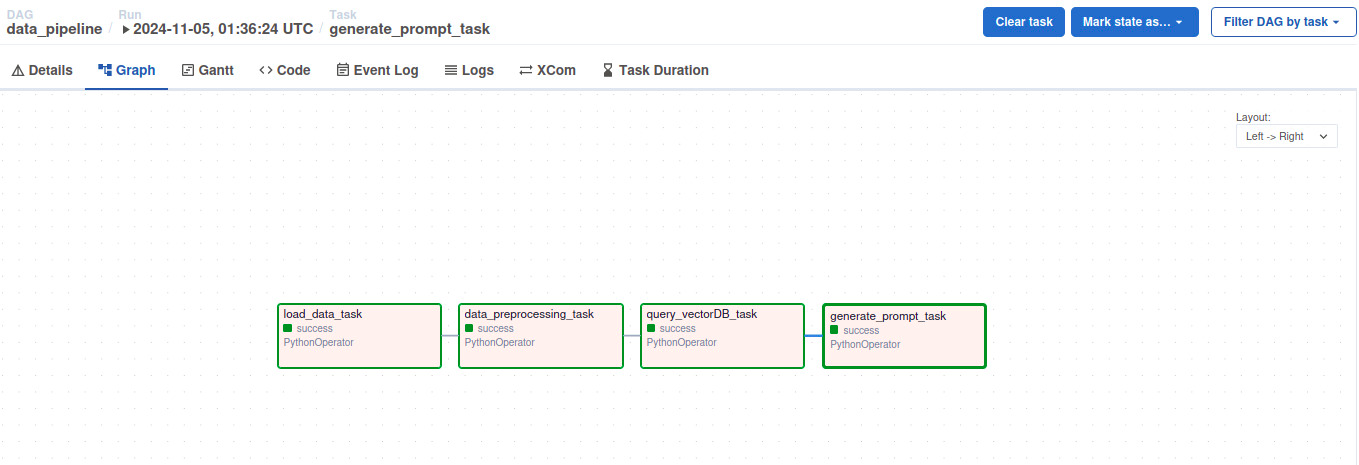 DAG Run Task
data_pipeline / 2024-11-05, 01:36:24 UTC / generate_prompt_task
Clear task Mark state as... Filter DAG by task
Details Graph Gantt Code Event Log Logs XCom Task Duration
Layout:
Left -> Right
load_data_task
success
PythonOperator
data_preprocessing_task
success
PythonOperator
query_vectorDB_task
success
PythonOperator
generate_prompt_task
success
PythonOperator